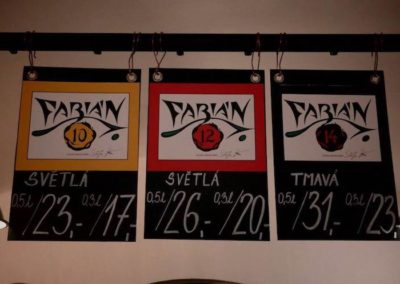 FABIÁN
10
SVĚTLÁ
0,5L/23,- 0,3L/17,-
FABIÁN
12
SVĚTLÁ
0,5L/26,- 0,3L/20,-
FABIÁN
14
TMAVÁ
0,5L/31,- 0,3L/23,-